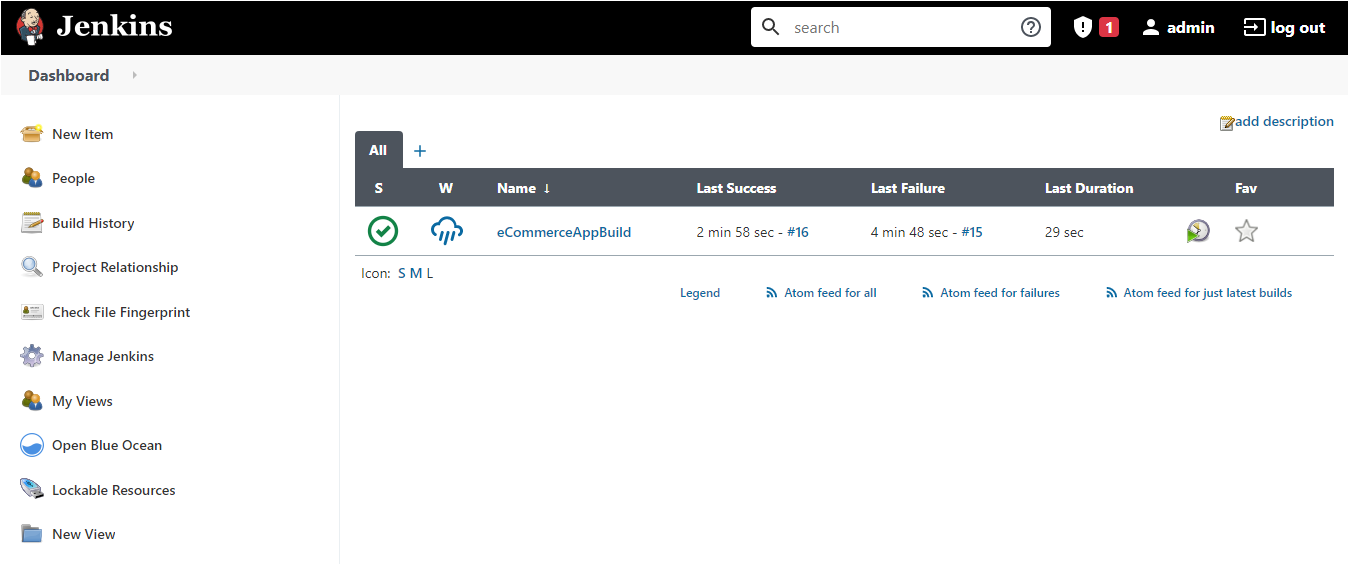 Jenkins search 1 admin log out
Dashboard
add description
New Item
People
Build History
Project Relationship
Check File Fingerprint
Manage Jenkins
My Views
Open Blue Ocean
Lockable Resources
New View
All +
S W Name ↓ Last Success Last Failure Last Duration Fav
eCommerceAppBuild 2 min 58 sec - #16 4 min 48 sec - #15 29 sec
Icon: S M L
Legend Atom feed for all Atom feed for failures Atom feed for just latest builds